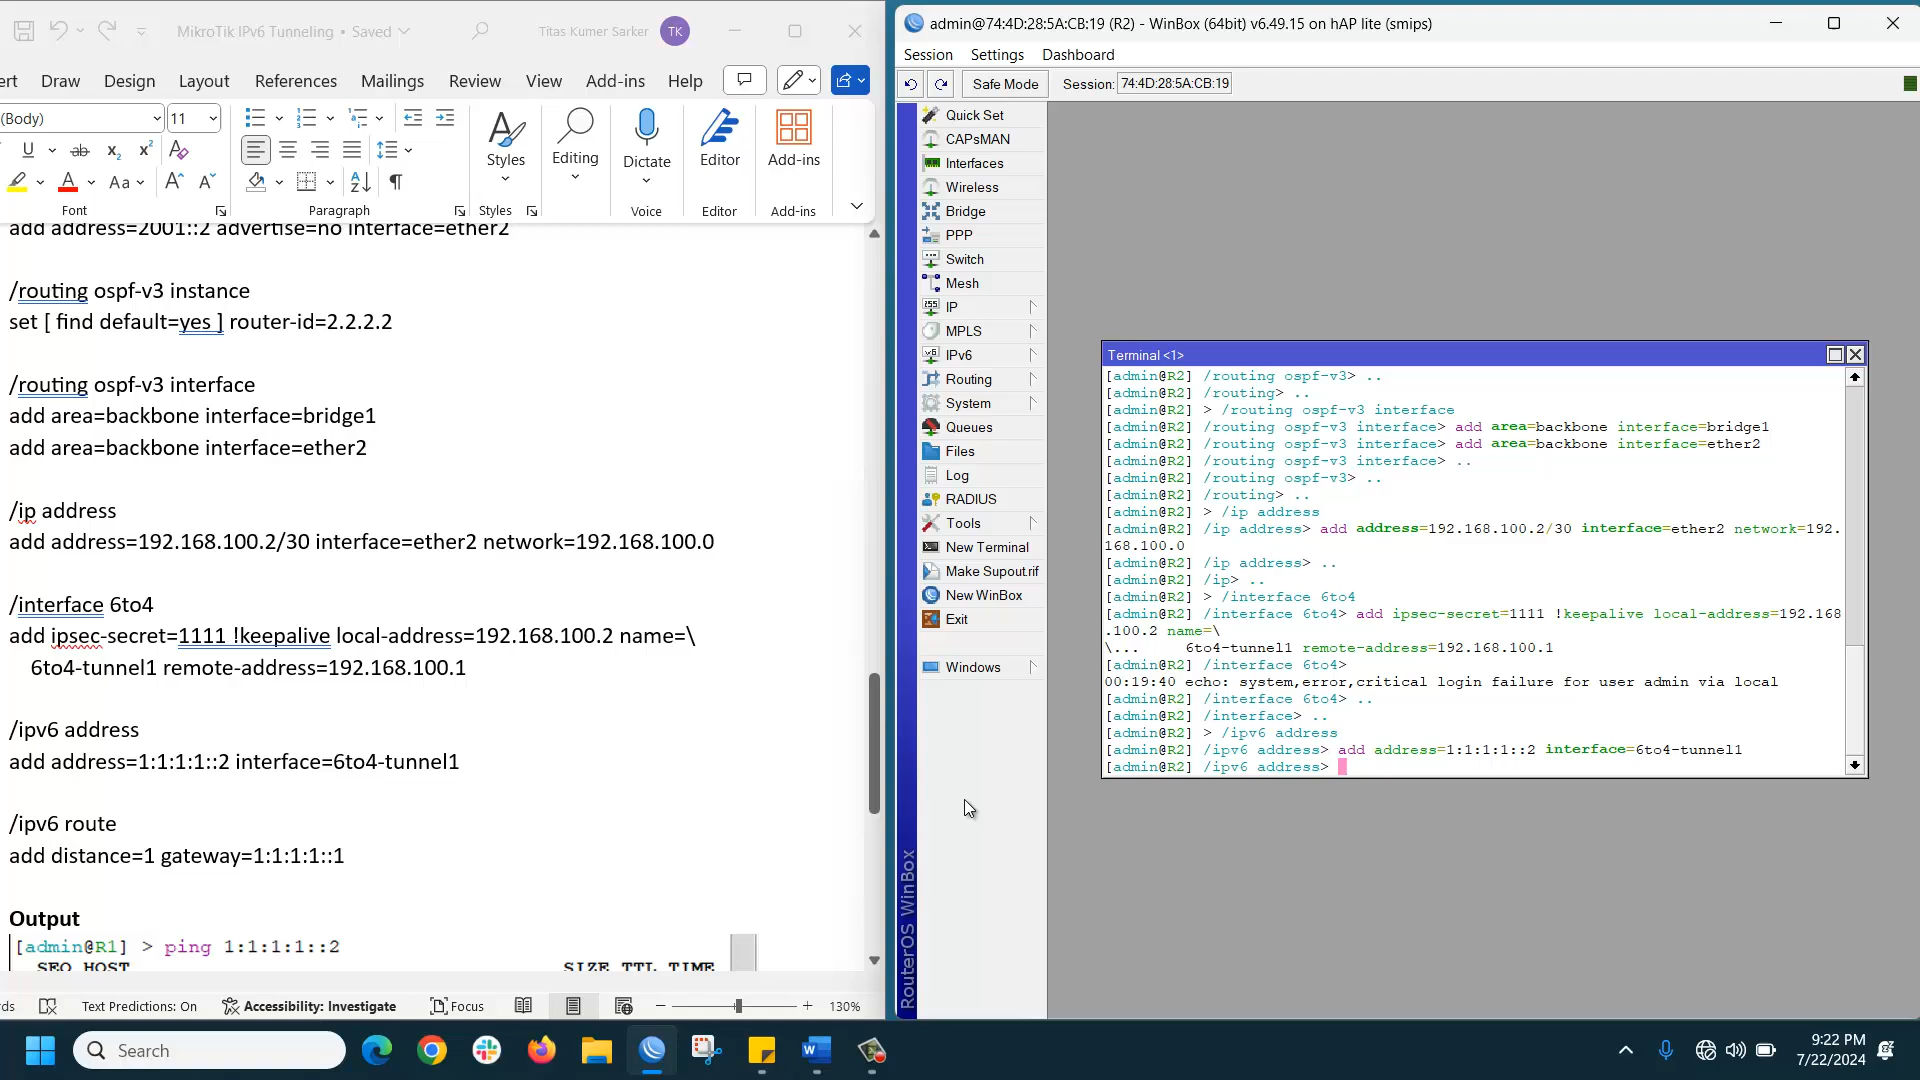 MikroTik IPv6 Tunneling • Saved
Titas Kumar Sarker
TK
Draw
Design
Layout
References
Mailings
Review
View
Add-ins
Help
(Body)
11
Styles
Editing
Dictate
Editor
Add-ins
Font
Paragraph
Styles
Voice
Editor
Add-ins
add address=2001::2 advertise=no interface=ether2
/routing ospf-v3 instance
set [ find default=yes ] router-id=2.2.2.2
/routing ospf-v3 interface
add area=backbone interface=bridge1
add area=backbone interface=ether2
/ip address
add address=192.168.100.2/30 interface=ether2 network=192.168.100.0
/interface 6to4
add ipsec-secret=1111 !keepalive local-address=192.168.100.2 name=\
6to4-tunnel1 remote-address=192.168.100.1
/ipv6 address
add address=1:1:1:1::2 interface=6to4-tunnel1
/ipv6 route
add distance=1 gateway=1:1:1:1::1
Output
[admin@R1] > ping 1:1:1:1::2
SEQ HOST SIZE TTL TIME
Text Predictions: On
Accessibility: Investigate
Focus
130%
admin@74:4D:28:5A:CB:19 (R2) - WinBox (64bit) v6.49.15 on hAP lite (smips)
Session Settings Dashboard
Safe Mode
Session: 74:4D:28:5A:CB:19
Quick Set
CAPsMAN
Interfaces
Wireless
Bridge
PPP
Switch
Mesh
IP
MPLS
IPv6
Routing
System
Queues
Files
Log
RADIUS
Tools
New Terminal
Make Supout.rif
New WinBox
Exit
Windows
RouterOS WinBox
Terminal <1>
[admin@R2] /routing ospf-v3> ..
[admin@R2] /routing> ..
[admin@R2] > /routing ospf-v3 interface
[admin@R2] /routing ospf-v3 interface> add area=backbone interface=bridge1
[admin@R2] /routing ospf-v3 interface> add area=backbone interface=ether2
[admin@R2] /routing ospf-v3 interface> ..
[admin@R2] /routing ospf-v3> ..
[admin@R2] /routing> ..
[admin@R2] > /ip address
[admin@R2] /ip address> add address=192.168.100.2/30 interface=ether2 network=192.
168.100.0
[admin@R2] /ip address> ..
[admin@R2] /ip> ..
[admin@R2] > /interface 6to4
[admin@R2] /interface 6to4> add ipsec-secret=1111 !keepalive local-address=192.168
.100.2 name=\
\... 6to4-tunnel1 remote-address=192.168.100.1
[admin@R2] /interface 6to4>
00:19:40 echo: system,error,critical login failure for user admin via local
[admin@R2] /interface 6to4> ..
[admin@R2] /interface> ..
[admin@R2] > /ipv6 address
[admin@R2] /ipv6 address> add address=1:1:1:1::2 interface=6to4-tunnel1
[admin@R2] /ipv6 address>
Search
9:22 PM
7/22/2024